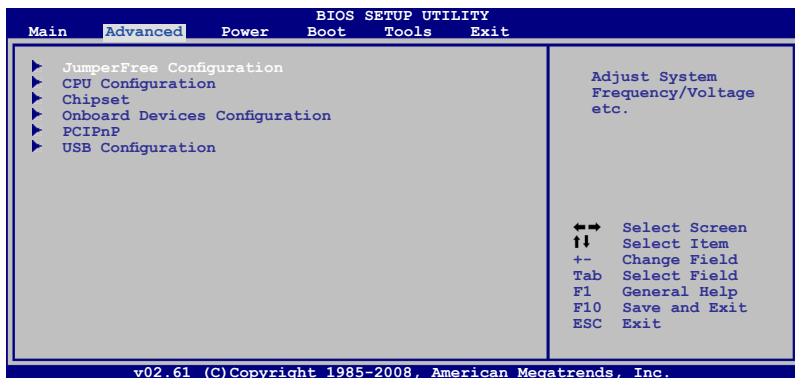 BIOS SETUP UTILITY
Main Advanced Power Boot Tools Exit
JumperFree Configuration
CPU Configuration
Chipset
Onboard Devices Configuration
PCIPnP
USB Configuration
Adjust System
Frequency/Voltage
etc.
←→ Select Screen
↑↓ Select Item
+- Change Field
Tab Select Field
F1 General Help
F10 Save and Exit
ESC Exit
v02.61 (C)Copyright 1985-2008, American Megatrends, Inc.